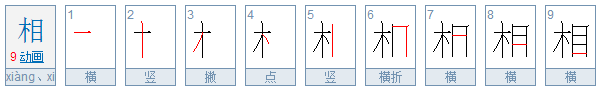 相
9 动画
xiàng、xi
1 2 3 4 5 6 7 8 9
横 竖 撇 点 竖 横折 横 横 横